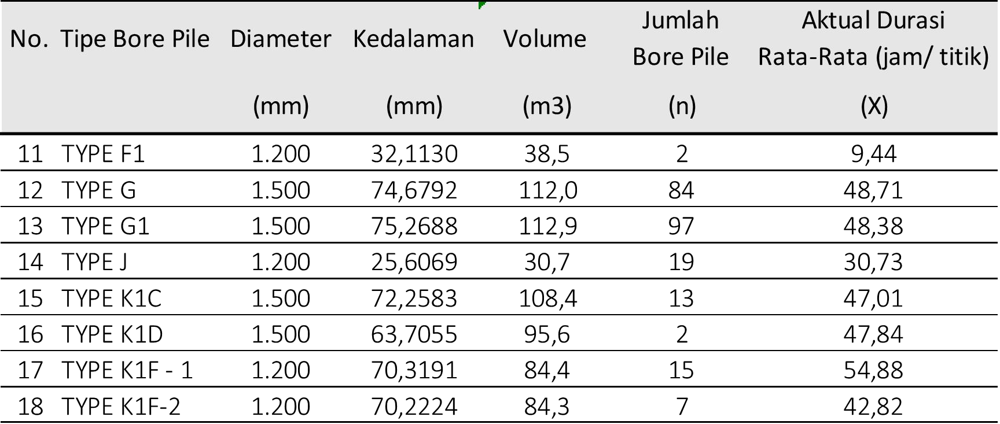 No. Tipe Bore Pile Diameter Kedalaman Volume Jumlah Bore Pile Aktual Durasi Rata-Rata (jam/ titik)
(mm) (mm) (m3) (n) (X)
11 TYPE F1 1.200 32,1130 38,5 2 9,44
12 TYPE G 1.500 74,6792 112,0 84 48,71
13 TYPE G1 1.500 75,2688 112,9 97 48,38
14 TYPE J 1.200 25,6069 30,7 19 30,73
15 TYPE K1C 1.500 72,2583 108,4 13 47,01
16 TYPE K1D 1.500 63,7055 95,6 2 47,84
17 TYPE K1F - 1 1.200 70,3191 84,4 15 54,88
18 TYPE K1F-2 1.200 70,2224 84,3 7 42,82